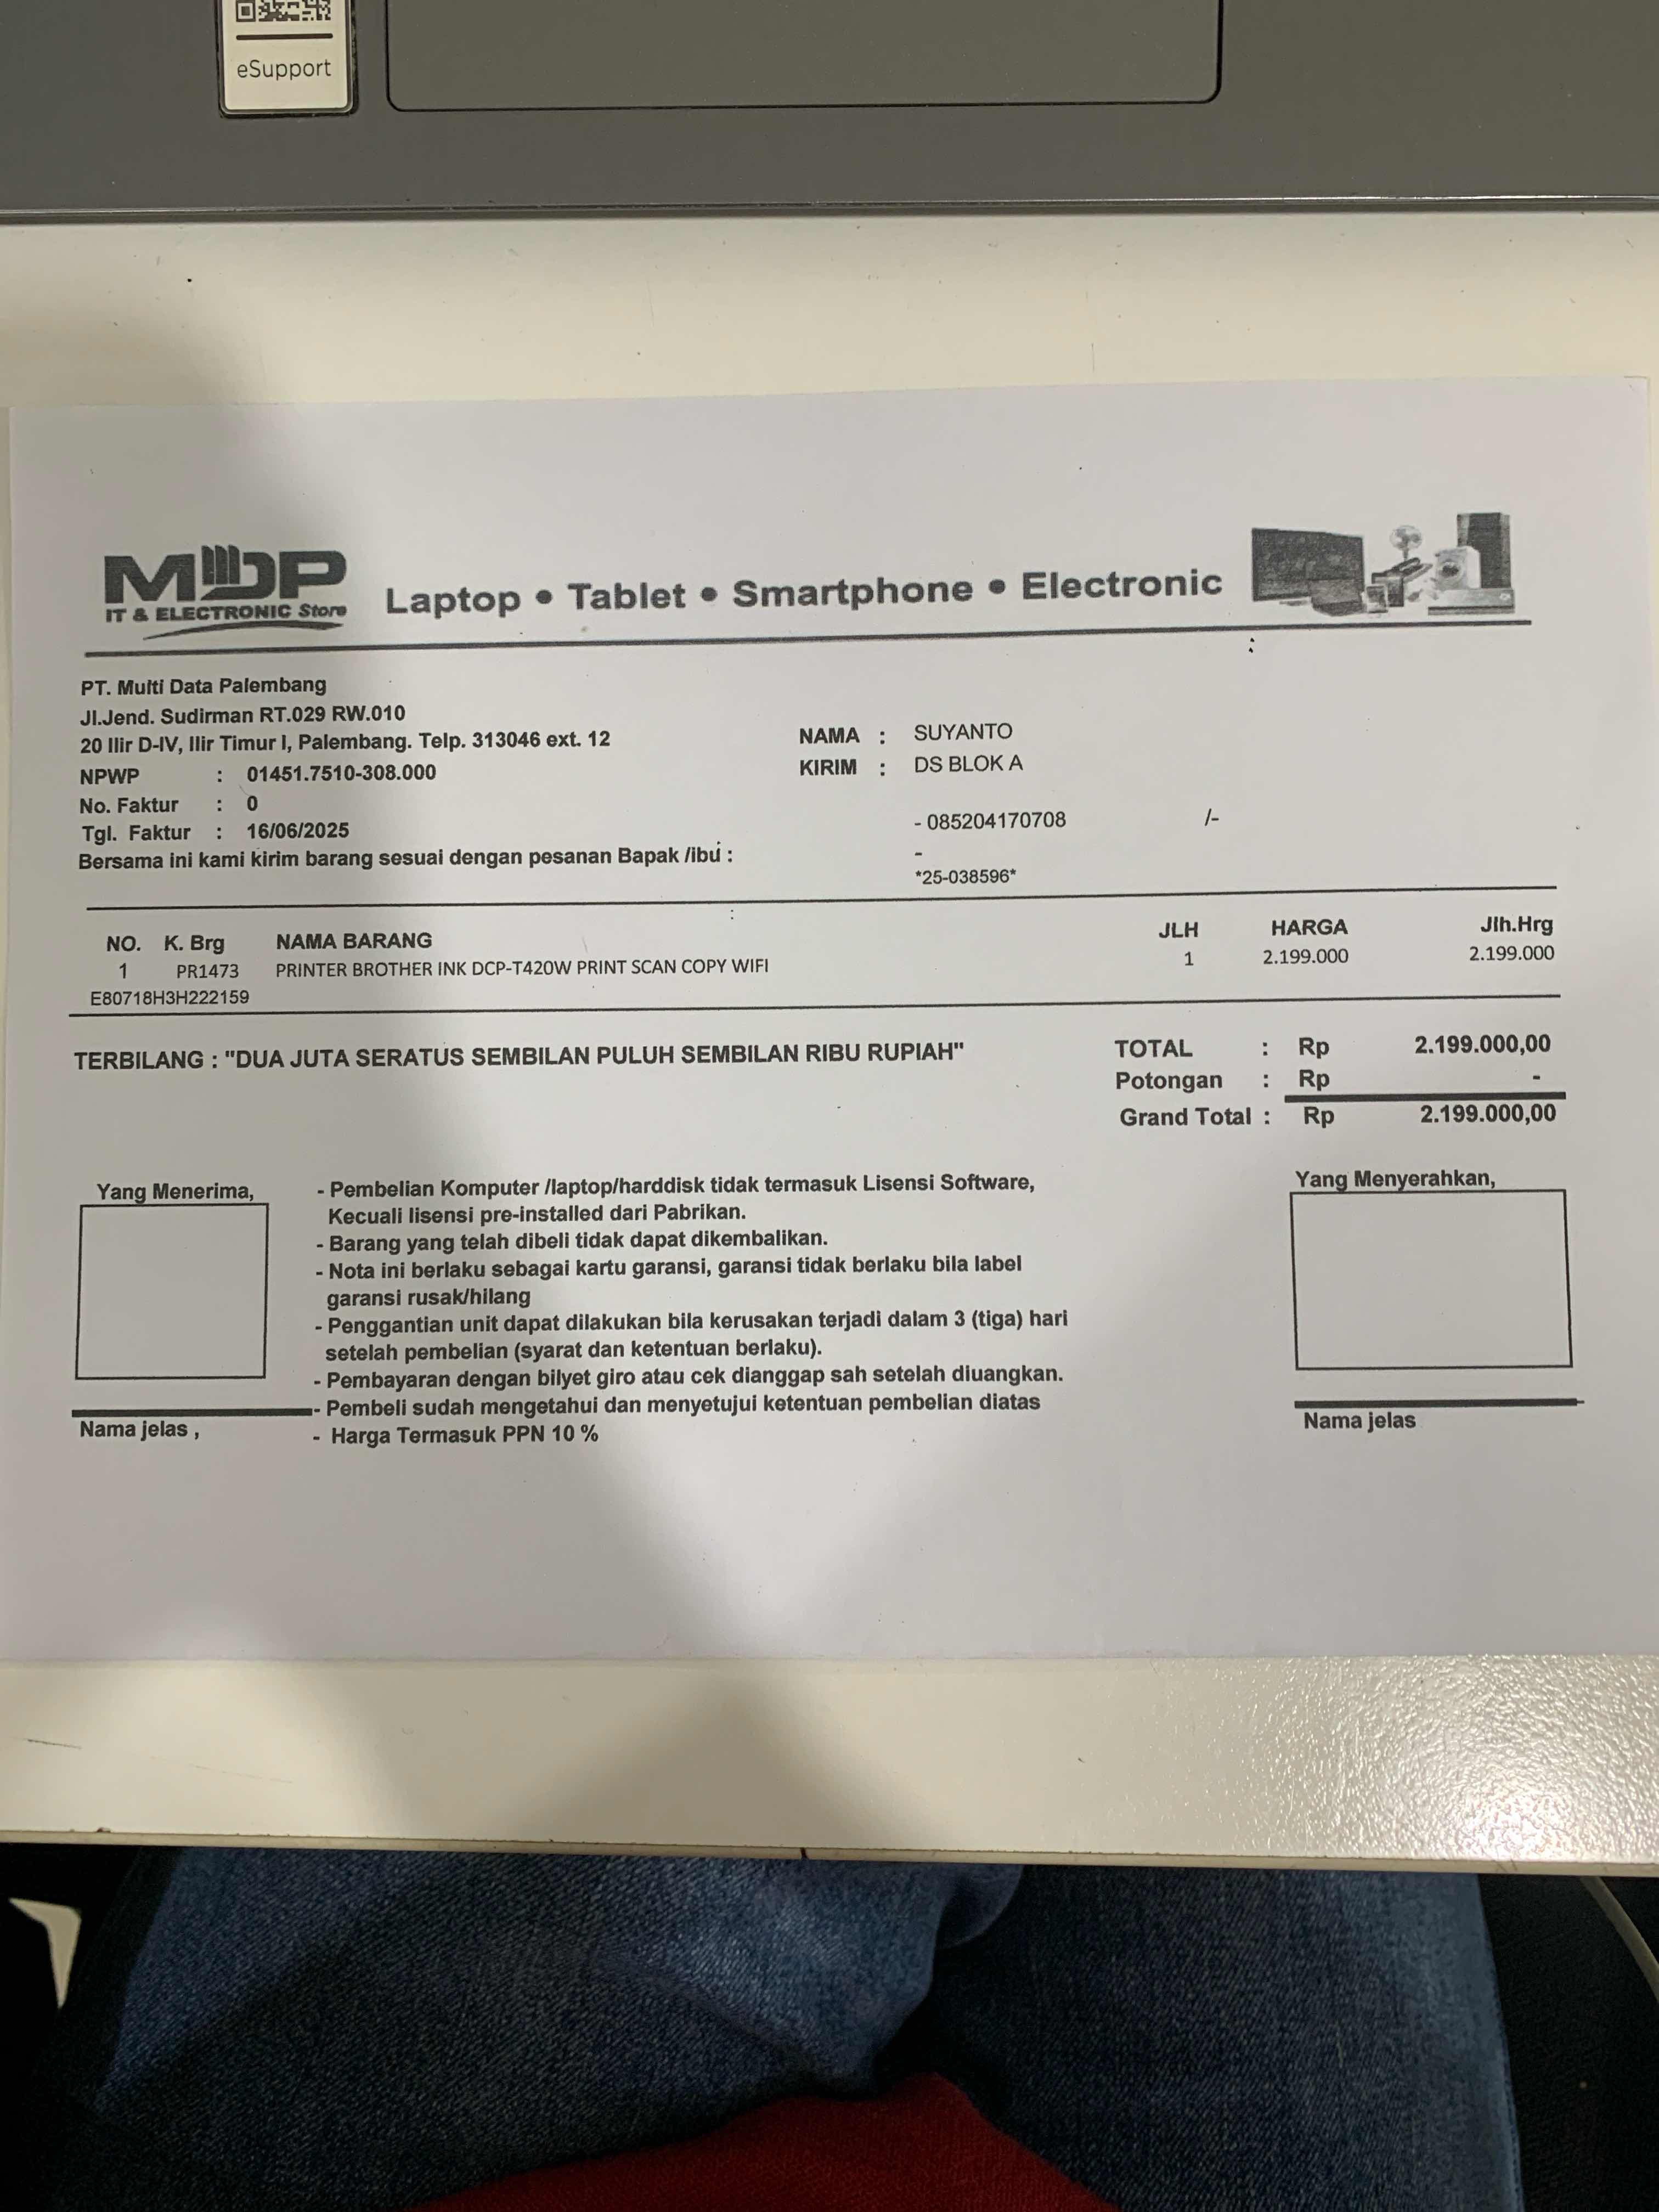 eSupport
MDP
IT & ELECTRONIC Store
Laptop • Tablet • Smartphone • Electronic
:
PT. Multi Data Palembang
Jl.Jend. Sudirman RT.029 RW.010
20 Ilir D-IV, Ilir Timur I, Palembang. Telp. 313046 ext. 12
NPWP : 01451.7510-308.000
No. Faktur : 0
Tgl. Faktur : 16/06/2025
Bersama ini kami kirim barang sesuai dengan pesanan Bapak /ibu :
NAMA : SUYANTO
KIRIM : DS BLOK A
- 085204170708 /-
-
*25-038596*
:
NO. K. Brg NAMA BARANG JLH HARGA Jlh.Hrg
1 PR1473 PRINTER BROTHER INK DCP-T420W PRINT SCAN COPY WIFI 1 2.199.000 2.199.000
E80718H3H222159
TERBILANG : "DUA JUTA SERATUS SEMBILAN PULUH SEMBILAN RIBU RUPIAH"
TOTAL : Rp 2.199.000,00
Potongan : Rp -
Grand Total : Rp 2.199.000,00
Yang Menerima,
- Pembelian Komputer /laptop/harddisk tidak termasuk Lisensi Software,
Kecuali lisensi pre-installed dari Pabrikan.
- Barang yang telah dibeli tidak dapat dikembalikan.
- Nota ini berlaku sebagai kartu garansi, garansi tidak berlaku bila label
garansi rusak/hilang
- Penggantian unit dapat dilakukan bila kerusakan terjadi dalam 3 (tiga) hari
setelah pembelian (syarat dan ketentuan berlaku).
- Pembayaran dengan bilyet giro atau cek dianggap sah setelah diuangkan.
- Pembeli sudah mengetahui dan menyetujui ketentuan pembelian diatas
- Harga Termasuk PPN 10 %
Nama jelas ,
Yang Menyerahkan,
Nama jelas